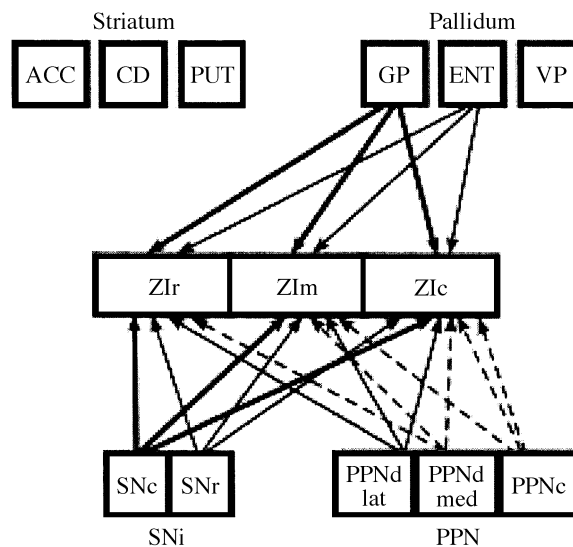 Striatum Pallidum
ACC CD PUT GP ENT VP
ZIr ZIm ZIc
SNc SNr PPNd lat PPNd med PPNc
SNi PPN